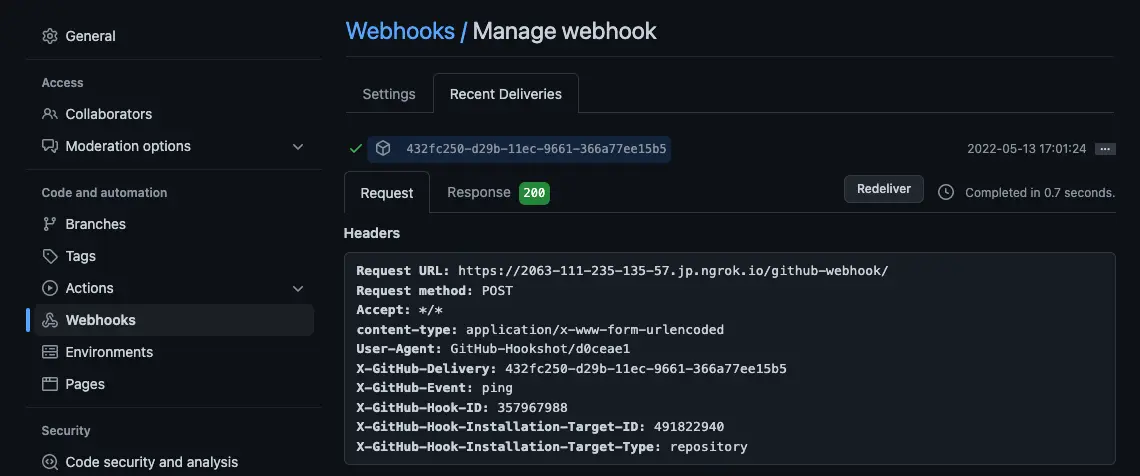 General
Access
Collaborators
Moderation options
Code and automation
Branches
Tags
Actions
Webhooks
Environments
Pages
Security
Code security and analysis
Webhooks / Manage webhook
Settings
Recent Deliveries
432fc250-d29b-11ec-9661-366a77ee15b5
2022-05-13 17:01:24 ...
Request
Response 200
Redeliver
Completed in 0.7 seconds.
Headers
Request URL: https://2063-111-235-135-57.jp.ngrok.io/github-webhook/
Request method: POST
Accept: */*
content-type: application/x-www-form-urlencoded
User-Agent: GitHub-Hookshot/d0ceae1
X-GitHub-Delivery: 432fc250-d29b-11ec-9661-366a77ee15b5
X-GitHub-Event: ping
X-GitHub-Hook-ID: 357967988
X-GitHub-Hook-Installation-Target-ID: 491822940
X-GitHub-Hook-Installation-Target-Type: repository